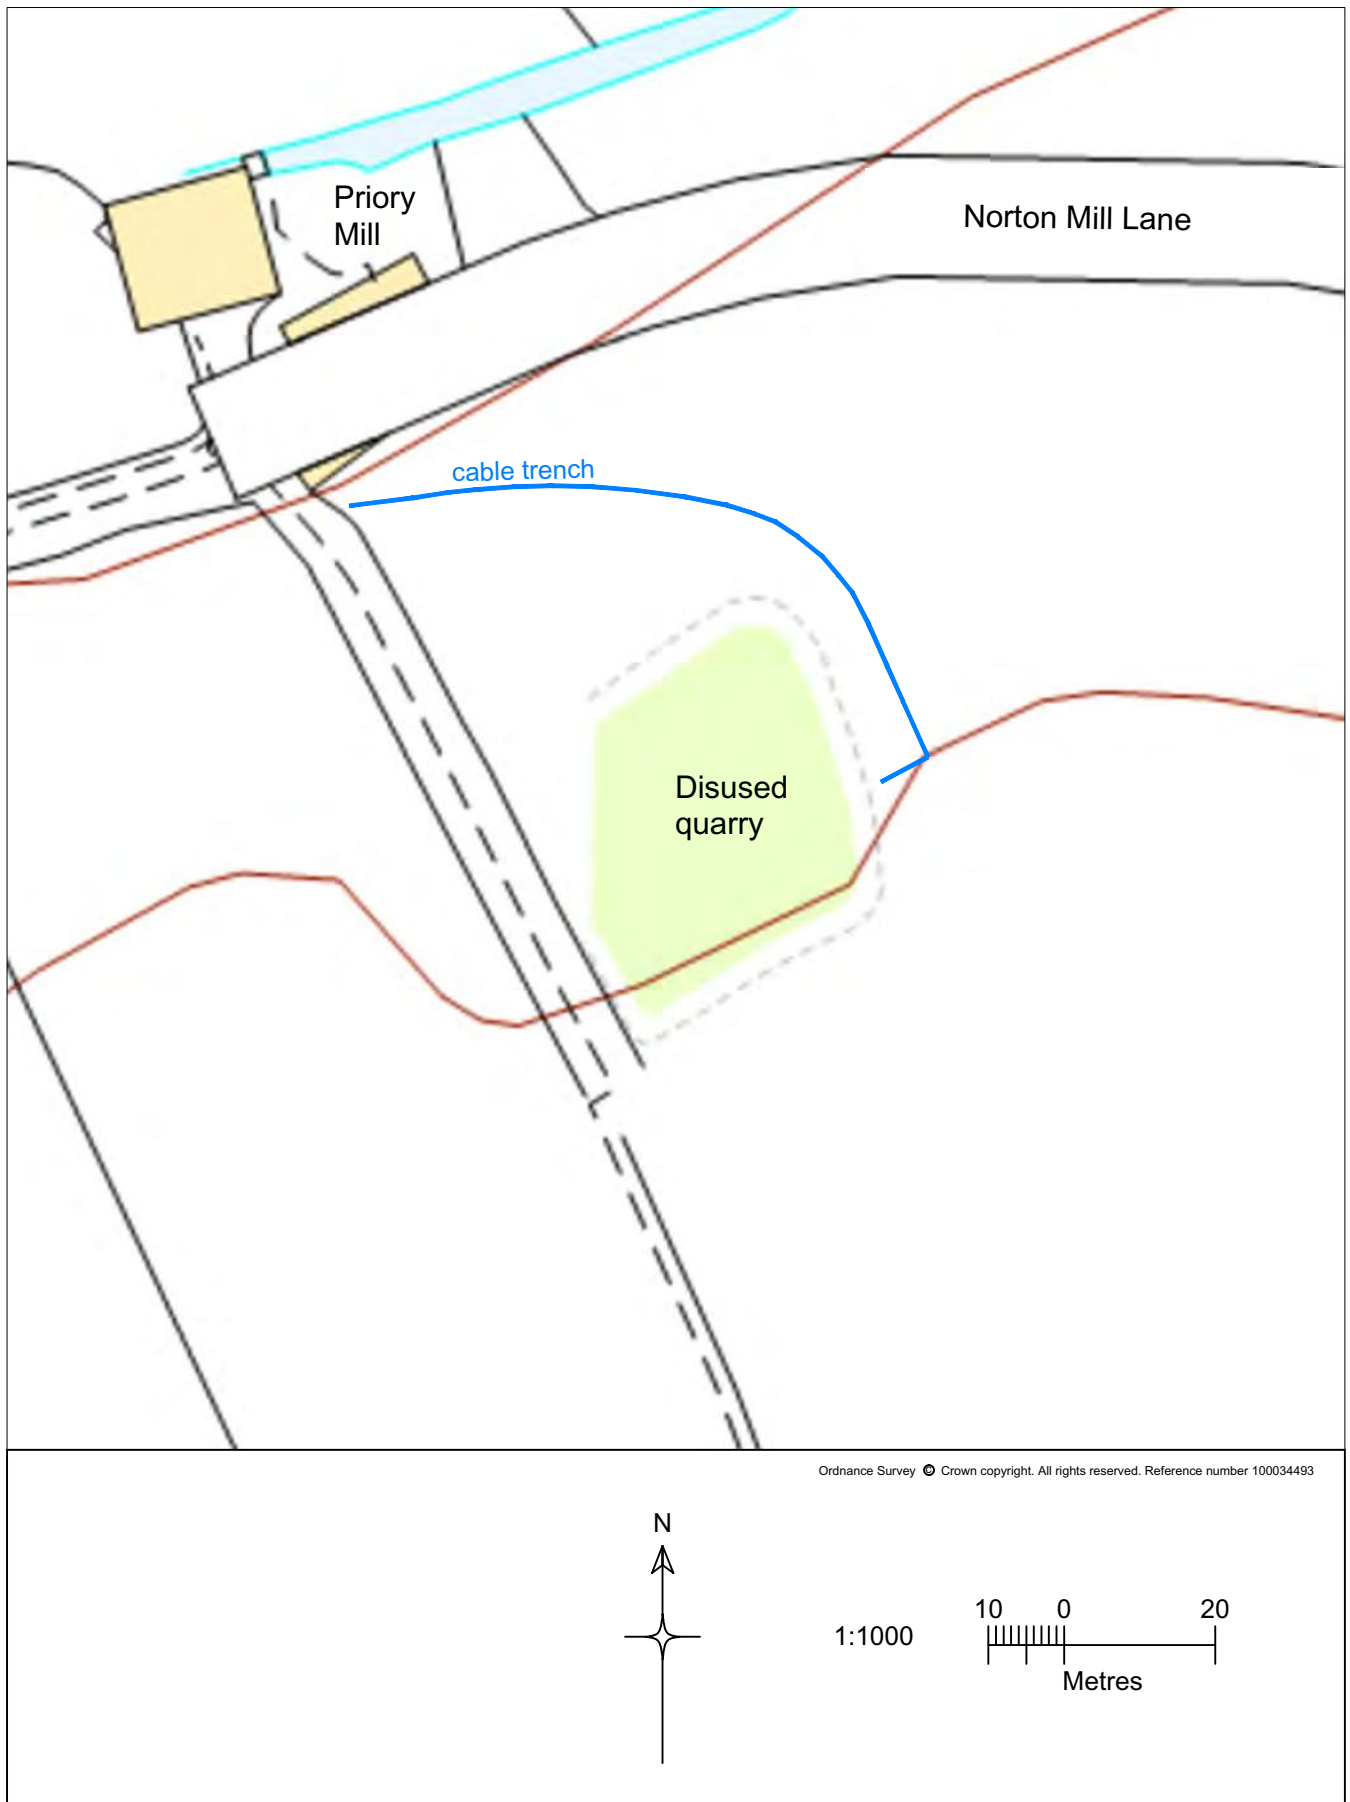 Priory
Mill
Norton Mill Lane
cable trench
Disused
quarry
Ordnance Survey © Crown copyright. All rights reserved. Reference number 100034493
N
1:1000
10 0 20
Metres